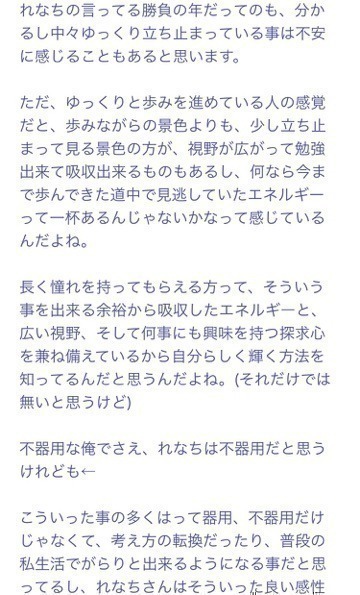 れなちの言ってる勝負の年だってのも、分か
るし中々ゆっくり立ち止まっている事は不安
に感じることもあると思います。
ただ、ゆっくりと歩みを進めている人の感覚
だと、歩みながらの景色よりも、少し立ち止
まって見る景色の方が、視野が広がって勉強
出来て吸収出来るものもあるし、何なら今ま
で歩んできた道中で見逃していたエネルギー
って一杯あるんじゃないかなって感じている
んだよね。
長く憧れを持ってもらえる方って、そういう
事を出来る余裕から吸収したエネルギーと、
広い視野、そして何事にも興味を持つ探求心
を兼ね備えているから自分らしく輝く方法を
知ってるんだと思うんだよね。(それだけでは
無いと思うけど)
不器用な俺でさえ、れなちは不器用だと思う
けれども←
こういった事の多くはって器用、不器用だけ
じゃなくて、考え方の転換だったり、普段の
私生活でがらりと出来るようになる事だと思
ってるし、れなちさんはそういった良い感性